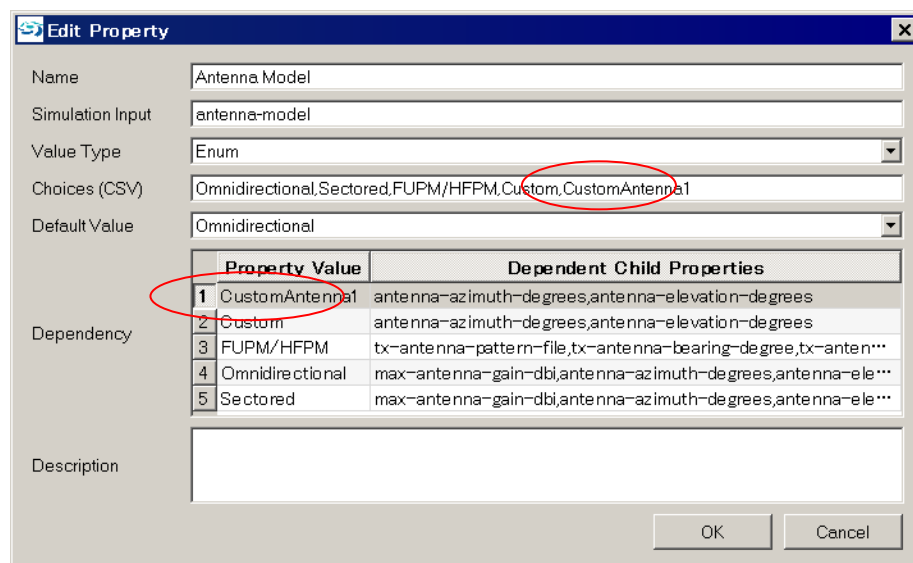 Edit Property
Name Antenna Model
Simulation Input antenna-model
Value Type Enum
Choices (CSV) Omnidirectional,Sectored,FUPM/HFPM,Custom,CustomAntenna1
Default Value Omnidirectional
Property Value Dependent Child Properties
1 CustomAntenna1 antenna-azimuth-degrees,antenna-elevation-degrees
2 Custom antenna-azimuth-degrees,antenna-elevation-degrees
Dependency
3 FUPM/HFPM tx-antenna-pattern-file,tx-antenna-bearing-degree,tx-anten···
4 Omnidirectional max-antenna-gain-dbi,antenna-azimuth-degrees,antenna-ele···
5 Sectored max-antenna-gain-dbi,antenna-azimuth-degrees,antenna-ele···
Description
OK Cancel